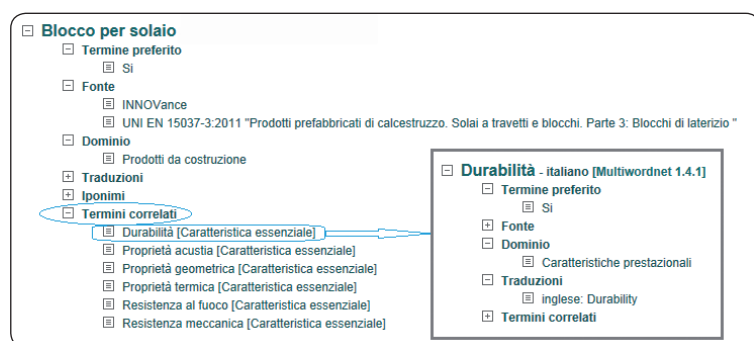 Blocco per solaio
Termine preferito
Si
Fonte
INNOVance
UNI EN 15037-3:2011 "Prodotti prefabbricati di calcestruzzo. Solai a travetti e blocchi. Parte 3: Blocchi di laterizio "
Dominio
Prodotti da costruzione
Traduzioni
Iponimi
Termini correlati
Durabilità [Caratteristica essenziale]
Proprietà acustia [Caratteristica essenziale]
Proprietà geometrica [Caratteristica essenziale]
Proprietà termica [Caratteristica essenziale]
Resistenza al fuoco [Caratteristica essenziale]
Resistenza meccanica [Caratteristica essenziale]
Durabilità - italiano [Multiwordnet 1.4.1]
Termine preferito
Si
Fonte
Dominio
Caratteristiche prestazionali
Traduzioni
inglese: Durability
Termini correlati